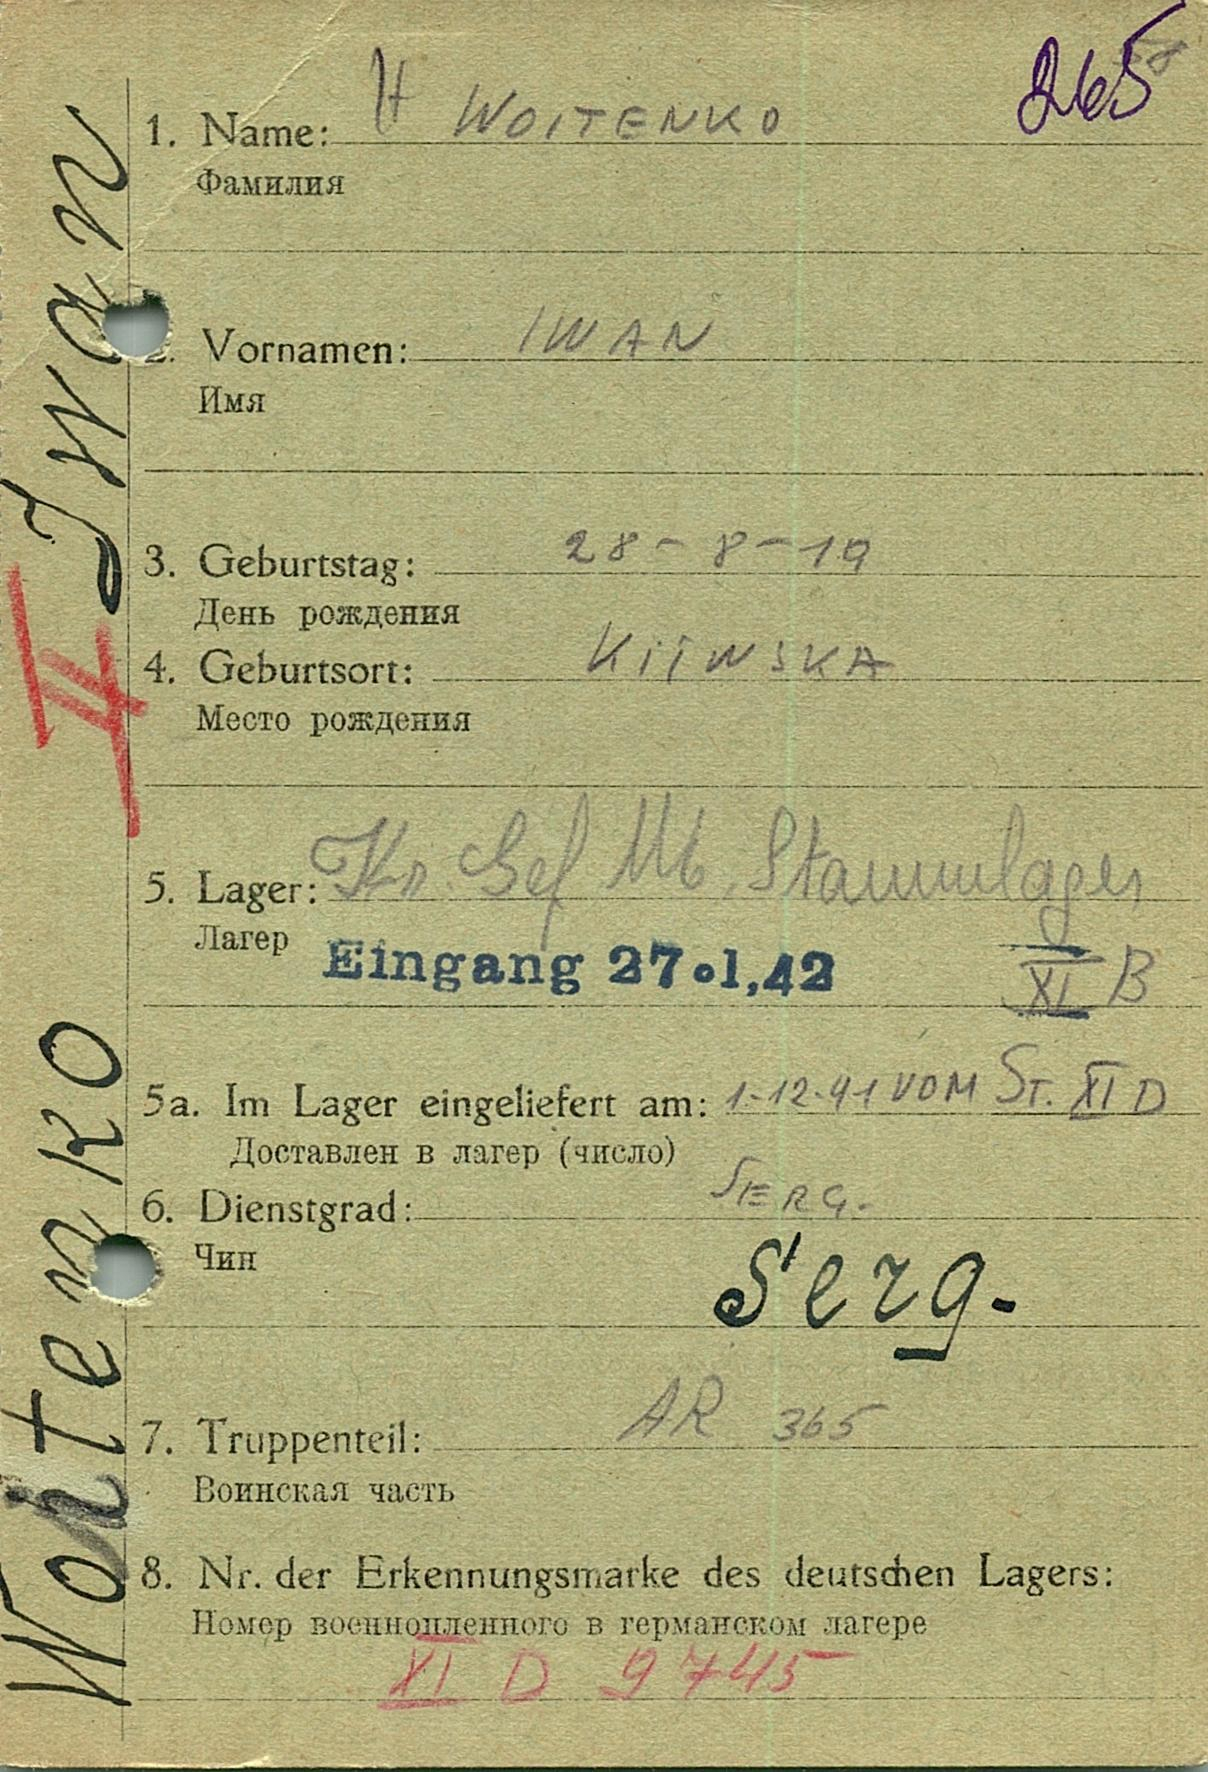 265
1. Name: WOITENKO
Фамилия
2. Vornamen: IWAN
Имя
3. Geburtstag: 28-8-19
День рождения
4. Geburtsort: KIIWSKA
Место рождения
5. Lager: Kr. Gef. Stammlager
Лагер
Eingang 27.1,42
XI B
5a. Im Lager eingeliefert am: 1-12.41 VOM ST. XI D
Доставлен в лагер (число)
6. Dienstgrad: SERG.
Чин
Serg.
7. Truppenteil: AR 365
Воинская часть
8. Nr. der Erkennungsmarke des deutschen Lagers:
Номер военнопленного в германском лагере
XI D 9745
Woitenko Iwan
II